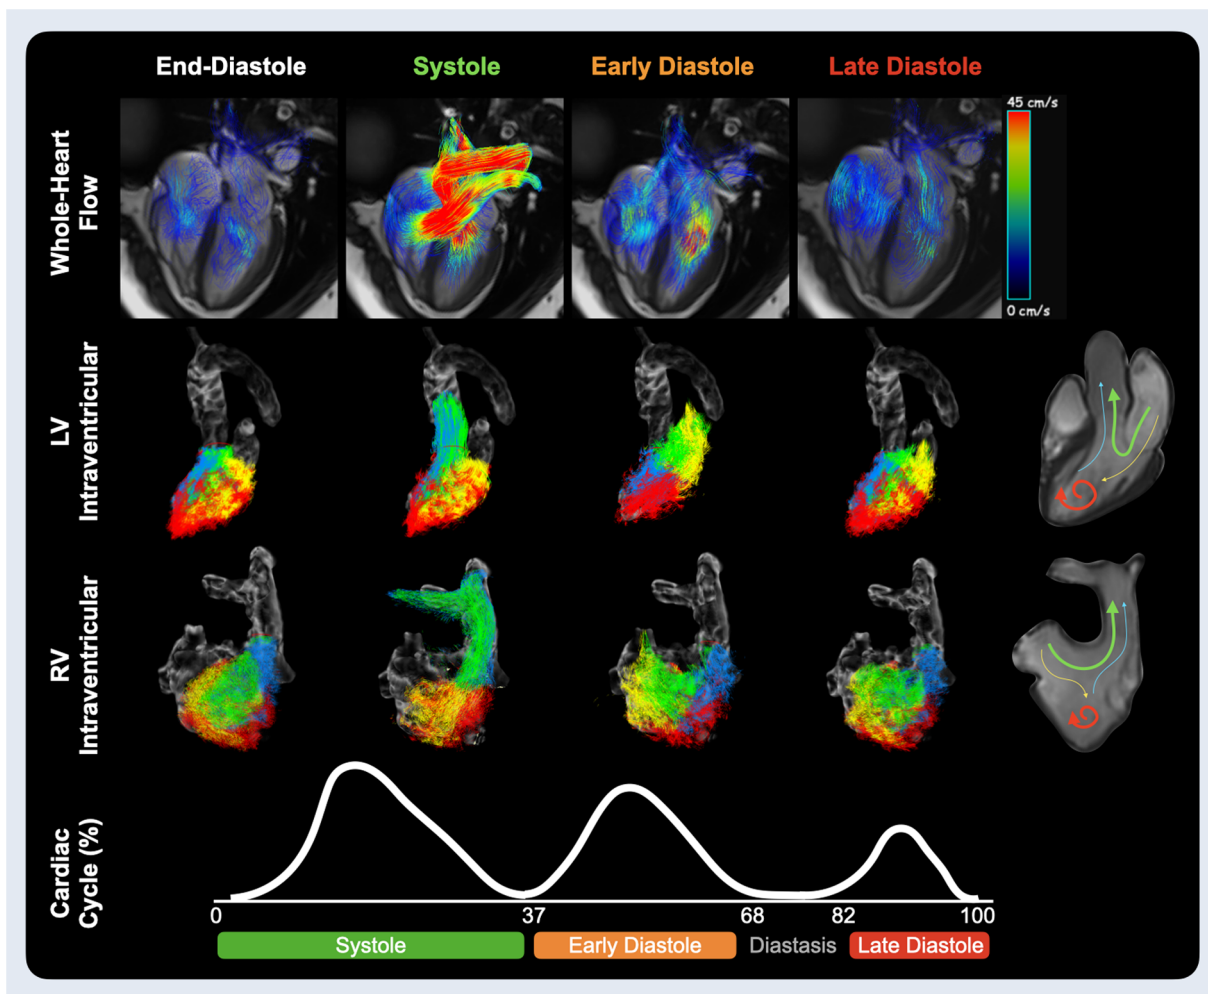 End-Diastole
Systole
Early Diastole
Late Diastole
Whole-Heart
Flow
45 cm/s
0 cm/s
LV
Intraventricular
RV
Intraventricular
Cardiac
Cycle (%)
0
37
68
82
100
Systole
Early Diastole
Diastasis
Late Diastole